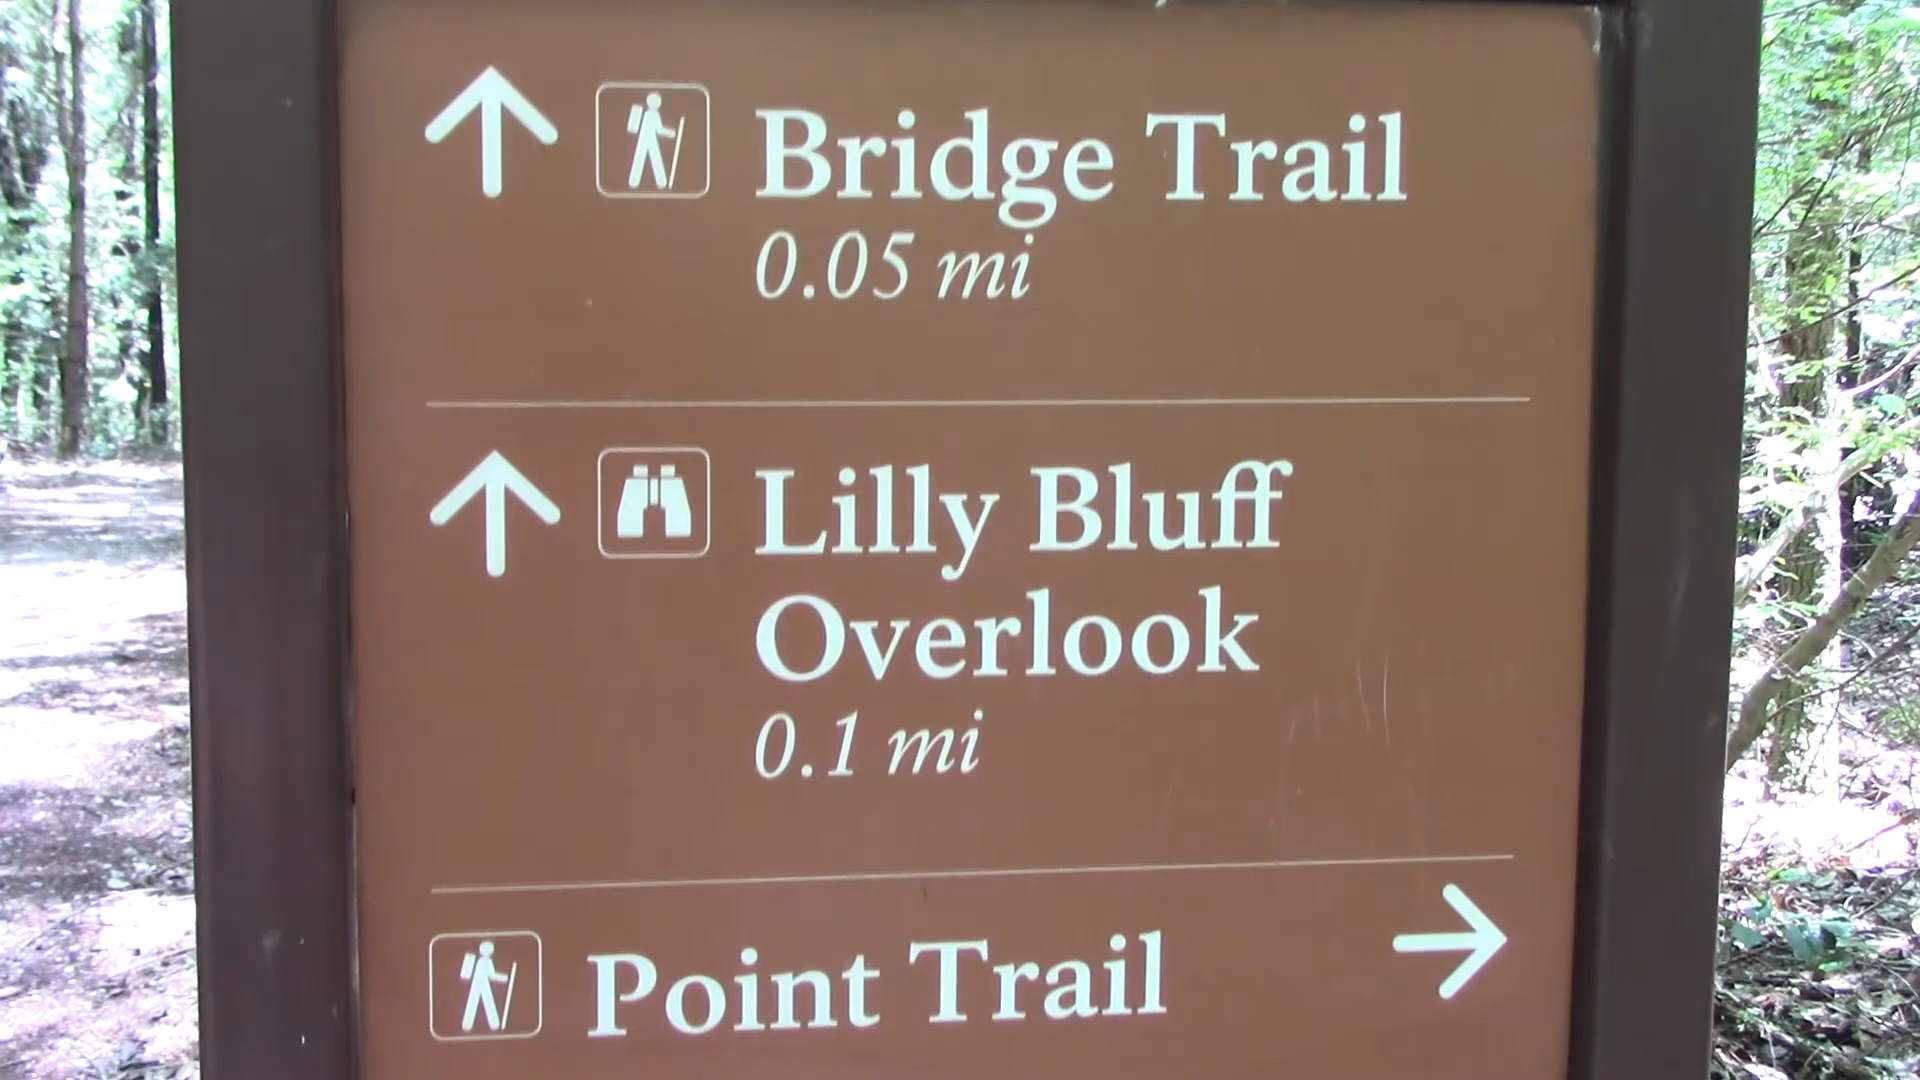 Bridge Trail
0.05 mi
Lilly Bluff
Overlook
0.1 mi
Point Trail